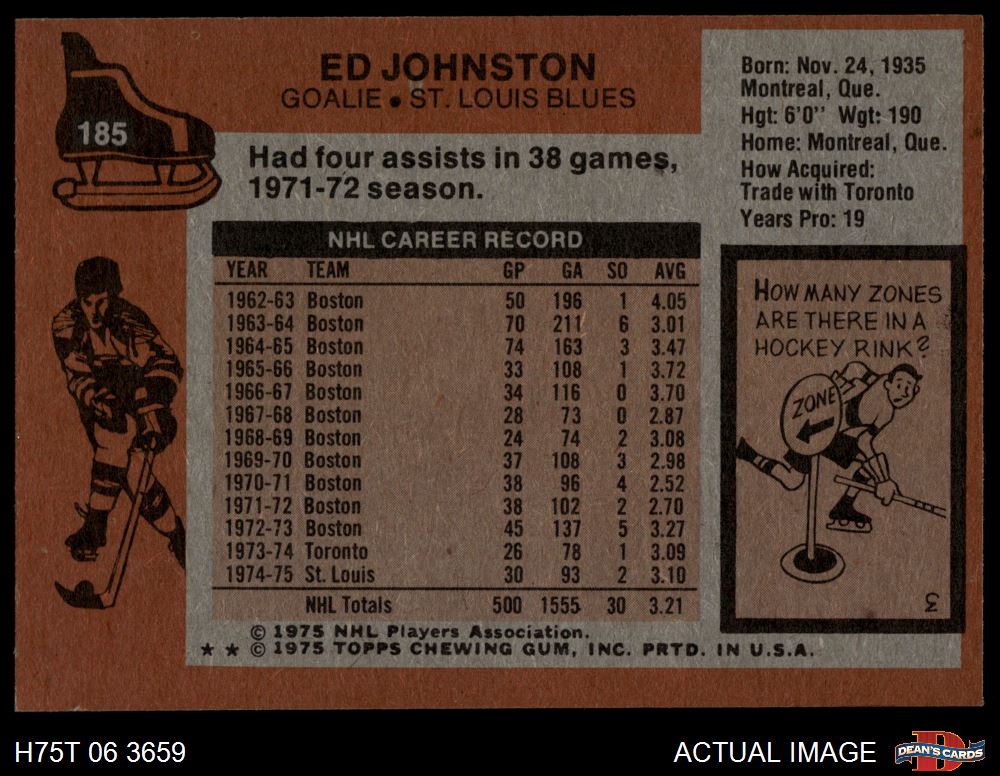 185
ED JOHNSTON
GOALIE • ST. LOUIS BLUES
Born: Nov. 24, 1935
Montreal, Que.
Hgt: 6'0" Wgt: 190
Home: Montreal, Que.
How Acquired:
Trade with Toronto
Years Pro: 19
Had four assists in 38 games,
1971-72 season.
NHL CAREER RECORD
YEAR TEAM GP GA SO AVG
1962-63 Boston 50 196 1 4.05
1963-64 Boston 70 211 6 3.01
1964-65 Boston 74 163 3 3.47
1965-66 Boston 33 108 1 3.72
1966-67 Boston 34 116 0 3.70
1967-68 Boston 28 73 0 2.87
1968-69 Boston 24 74 2 3.08
1969-70 Boston 37 108 3 2.98
1970-71 Boston 38 96 4 2.52
1971-72 Boston 38 102 2 2.70
1972-73 Boston 45 137 5 3.27
1973-74 Toronto 26 78 1 3.09
1974-75 St. Louis 30 93 2 3.10
NHL Totals 500 1555 30 3.21
© 1975 NHL Players Association.
★ ★ © 1975 TOPPS CHEWING GUM, INC. PRTD. IN U.S.A.
HOW MANY ZONES
ARE THERE IN A
HOCKEY RINK?
ZONE
3
H75T 06 3659
ACTUAL IMAGE
D
DEAN'S CARDS